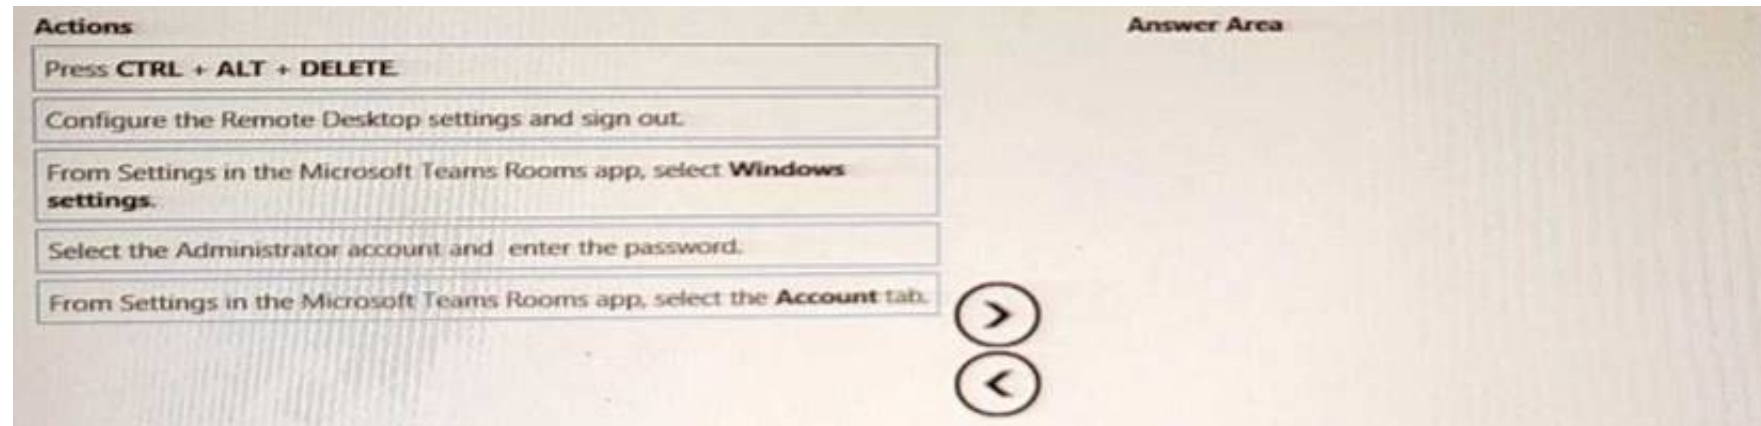 Actions
Answer Area
Press CTRL + ALT + DELETE
Configure the Remote Desktop settings and sign out.
From Settings in the Microsoft Teams Rooms app, select Windows
settings.
Select the Administrator account and enter the password.
From Settings in the Microsoft Teams Rooms app, select the Account tab.